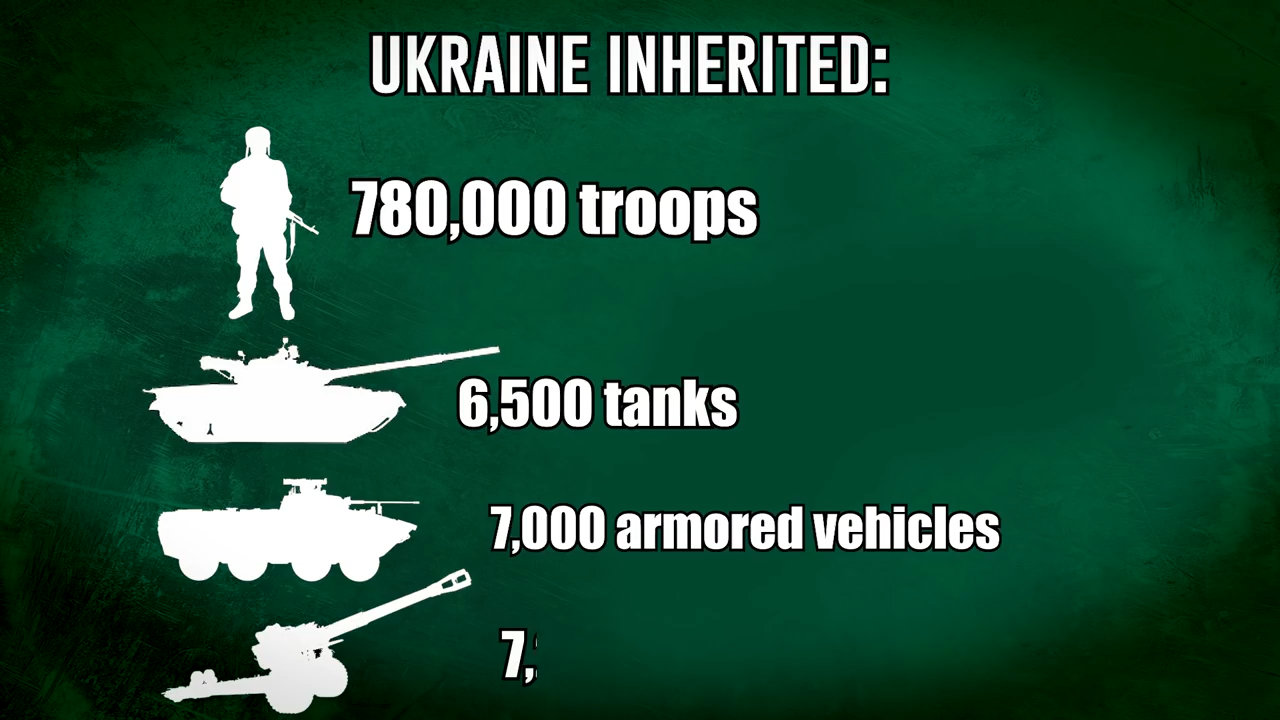 UKRAINE INHERITED:
780,000 troops
6,500 tanks
7,000 armored vehicles
7,